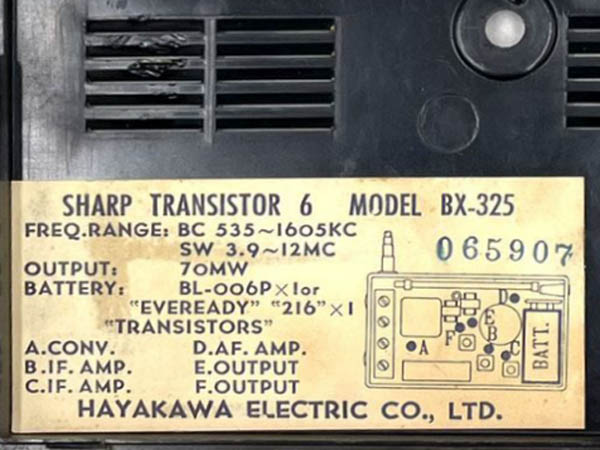 SHARP TRANSISTOR 6 MODEL BX-325
FREQ.RANGE: BC 535~1605KC
SW 3.9~12MC
065907
OUTPUT: 70MW
BATTERY: BL-006P×1or
"EVEREADY" "216"×1
"TRANSISTORS"
A.CONV. D.AF. AMP.
B.IF. AMP. E.OUTPUT
C.IF. AMP. F.OUTPUT
D
E
F
B
A
C
BATT.
HAYAKAWA ELECTRIC CO., LTD.